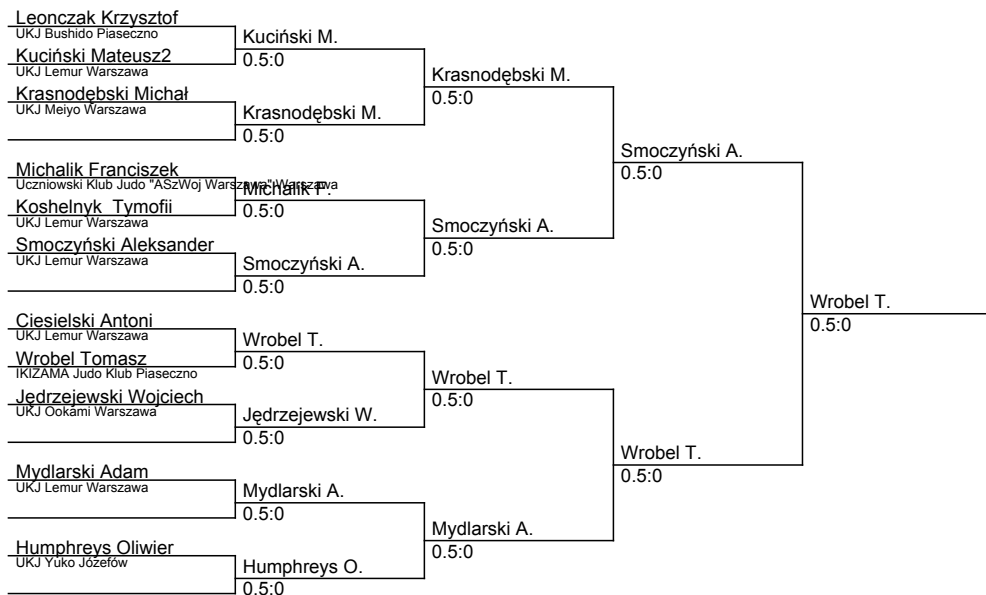 Leonczak Krzysztof
UKJ Bushido Piaseczno
Kuciński Mateusz2
UKJ Lemur Warszawa
Krasnodębski Michał
UKJ Meiyo Warszawa
Michalik Franciszek
Uczniowski Klub Judo "ASzWoj Warszawa" Warszawa
Koshelnyk Tymofii
UKJ Lemur Warszawa
Smoczyński Aleksander
UKJ Lemur Warszawa
Ciesielski Antoni
UKJ Lemur Warszawa
Wrobel Tomasz
IKIZAMA Judo Klub Piaseczno
Jędrzejewski Wojciech
UKJ Ookami Warszawa
Mydlarski Adam
UKJ Lemur Warszawa
Humphreys Oliwier
UKJ Yuko Józefów
Kuciński M.
0.5:0
Krasnodębski M.
0.5:0
Michalik F.
0.5:0
Smoczyński A.
0.5:0
Wrobel T.
0.5:0
Jędrzejewski W.
0.5:0
Mydlarski A.
0.5:0
Humphreys O.
0.5:0
Krasnodębski M.
0.5:0
Smoczyński A.
0.5:0
Wrobel T.
0.5:0
Mydlarski A.
0.5:0
Smoczyński A.
0.5:0
Wrobel T.
0.5:0
Wrobel T.
0.5:0